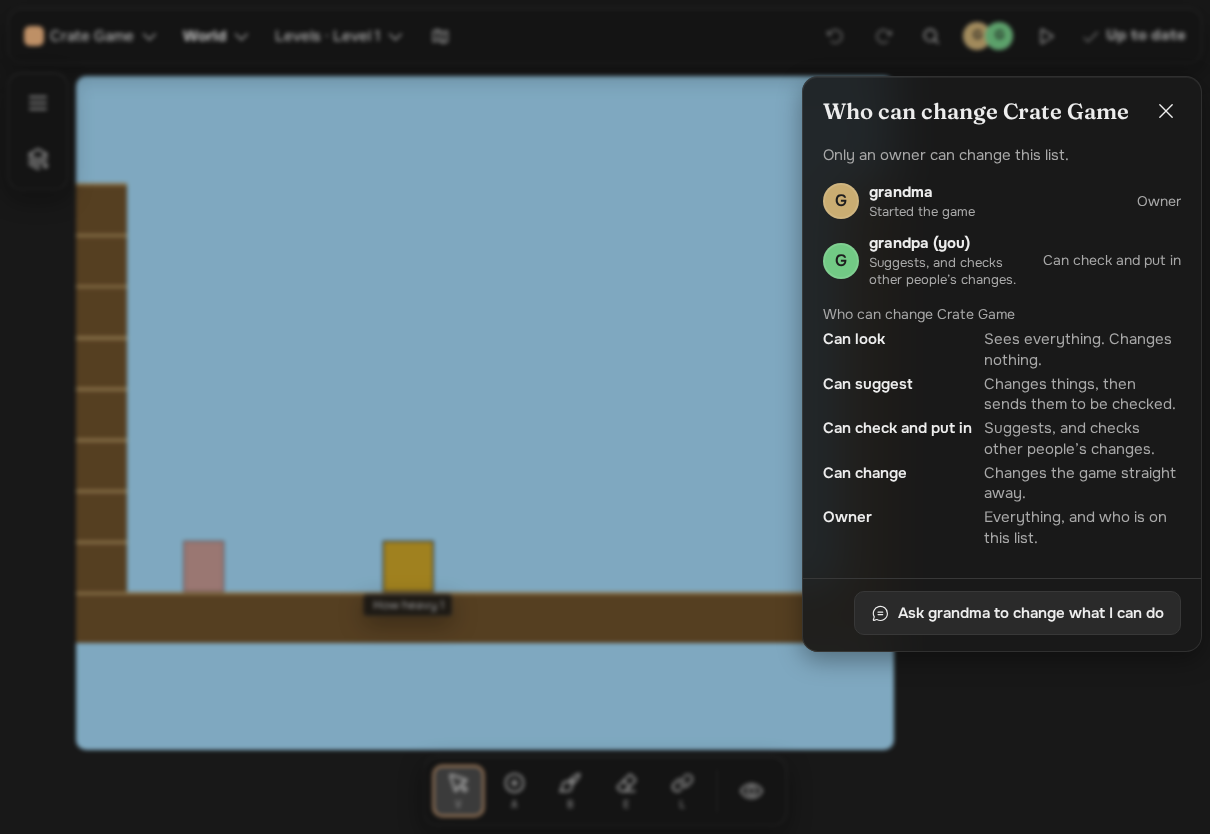 Crate Game
World
Levels · Level 1
Up to date
Who can change Crate Game
Only an owner can change this list.
G
grandma
Started the game
Owner
G
grandpa (you)
Suggests, and checks
other people’s changes.
Can check and put in
Who can change Crate Game
Can look
Sees everything. Changes
nothing.
Can suggest
Changes things, then
sends them to be checked.
Can check and put in
Suggests, and checks
other people’s changes.
Can change
Changes the game straight
away.
Owner
Everything, and who is on
this list.
Ask grandma to change what I can do
How heavy 1
B
E
L